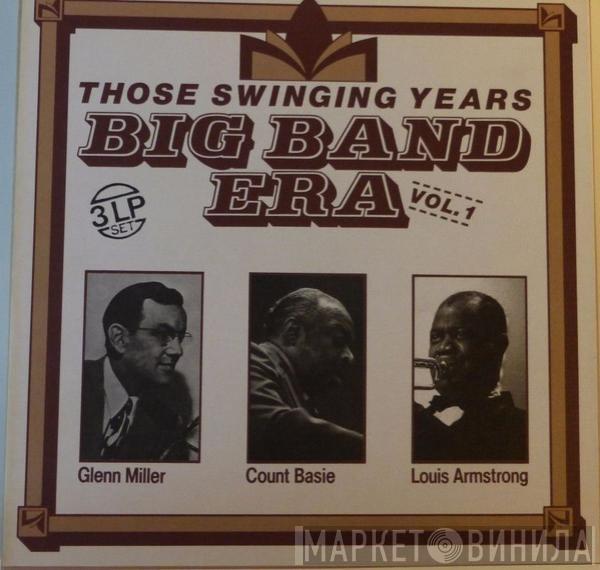 THOSE SWINGING YEARS
BIG BAND
ERA
VOL. 1
3 LP
SET
Glenn Miller
Count Basie
Louis Armstrong
МАРКЕТ ВИНИЛА